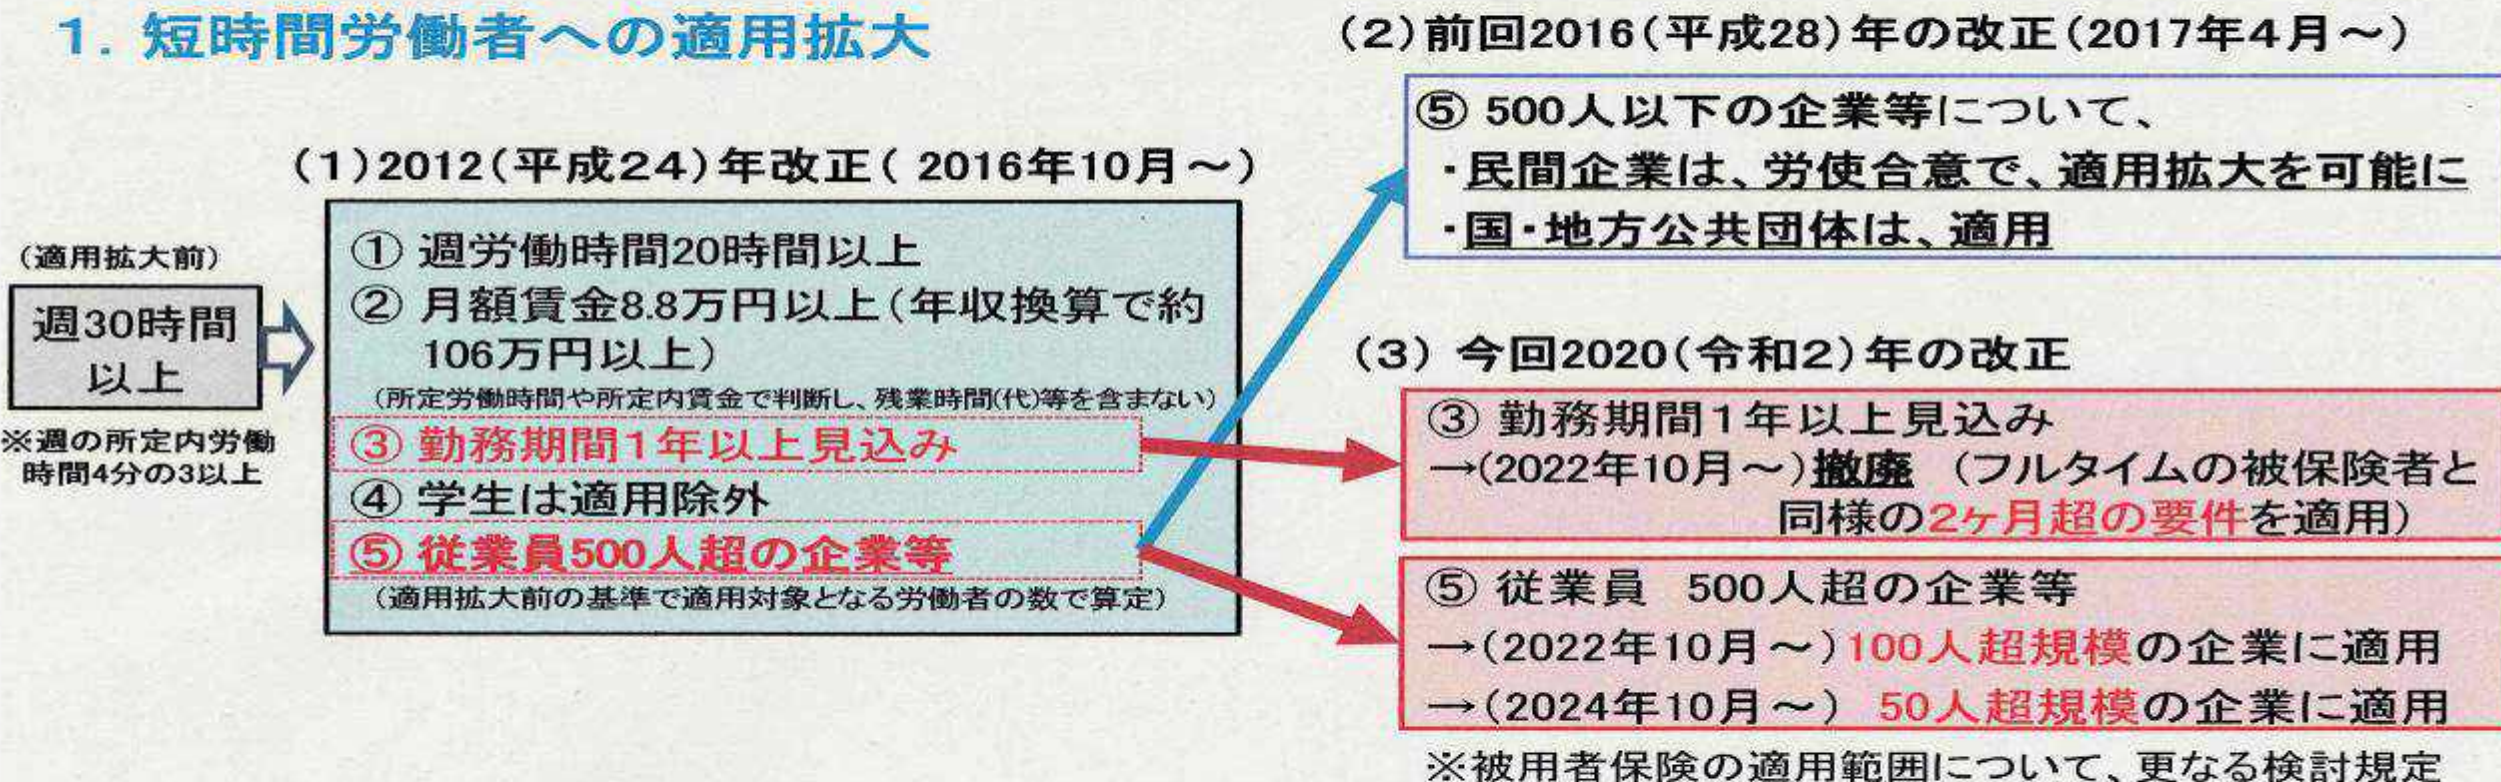 1. 短時間労働者への適用拡大
(適用拡大前)
週30時間
以上
※週の所定内労働
時間4分の3以上
(1)2012(平成24)年改正( 2016年10月～)
① 週労働時間20時間以上
② 月額賃金8.8万円以上(年収換算で約
106万円以上)
(所定労働時間や所定内賃金で判断し、残業時間(代)等を含まない)
③ 勤務期間1年以上見込み
④ 学生は適用除外
⑤ 従業員500人超の企業等
(適用拡大前の基準で適用対象となる労働者の数で算定)
(2)前回2016(平成28)年の改正(2017年4月～)
⑤ 500人以下の企業等について、
・民間企業は、労使合意で、適用拡大を可能に
・国・地方公共団体は、適用
(3) 今回2020(令和2)年の改正
③ 勤務期間1年以上見込み
→(2022年10月～)撤廃 (フルタイムの被保険者と
同様の2ヶ月超の要件を適用)
⑤ 従業員 500人超の企業等
→(2022年10月～)100人超規模の企業に適用
→(2024年10月～) 50人超規模の企業に適用
※被用者保険の適用範囲について、更なる検討規定